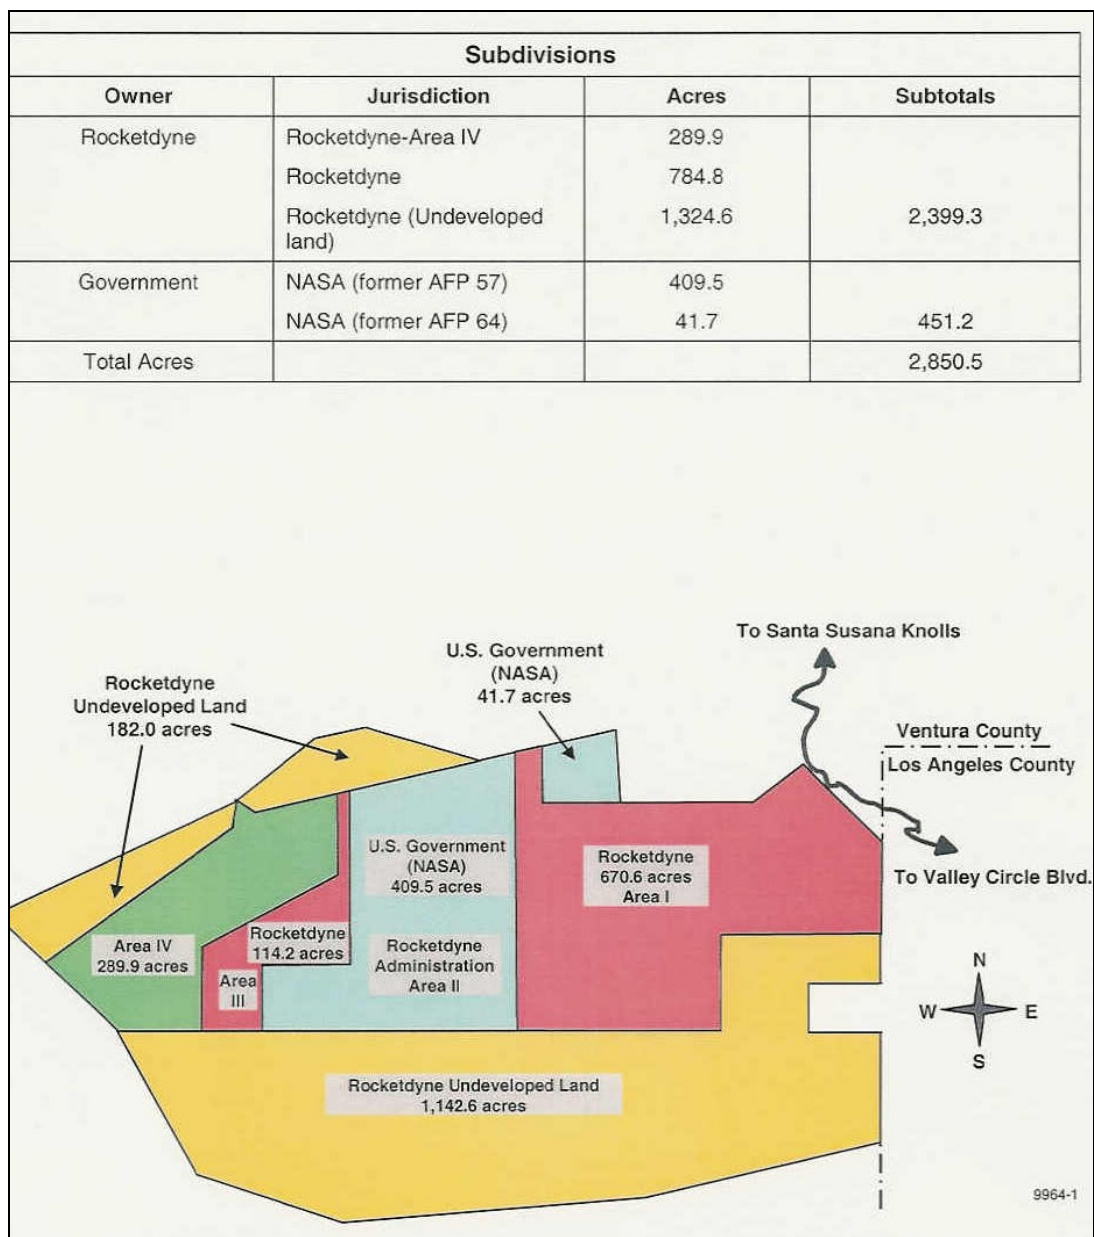 Subdivisions
Owner Jurisdiction Acres Subtotals
Rocketdyne Rocketdyne-Area IV 289.9
Rocketdyne 784.8
Rocketdyne (Undeveloped land) 1,324.6 2,399.3
Government NASA (former AFP 57) 409.5
NASA (former AFP 64) 41.7 451.2
Total Acres 2,850.5
To Santa Susana Knolls
U.S. Government
(NASA)
41.7 acres
Rocketdyne
Undeveloped Land
182.0 acres
Ventura County
Los Angeles County
To Valley Circle Blvd.
U.S. Government
(NASA)
409.5 acres
Rocketdyne
670.6 acres
Area I
Rocketdyne
114.2 acres
Area IV
289.9 acres
Rocketdyne
Administration
Area II
Area
III
N
W E
S
Rocketdyne Undeveloped Land
1,142.6 acres
9964-1